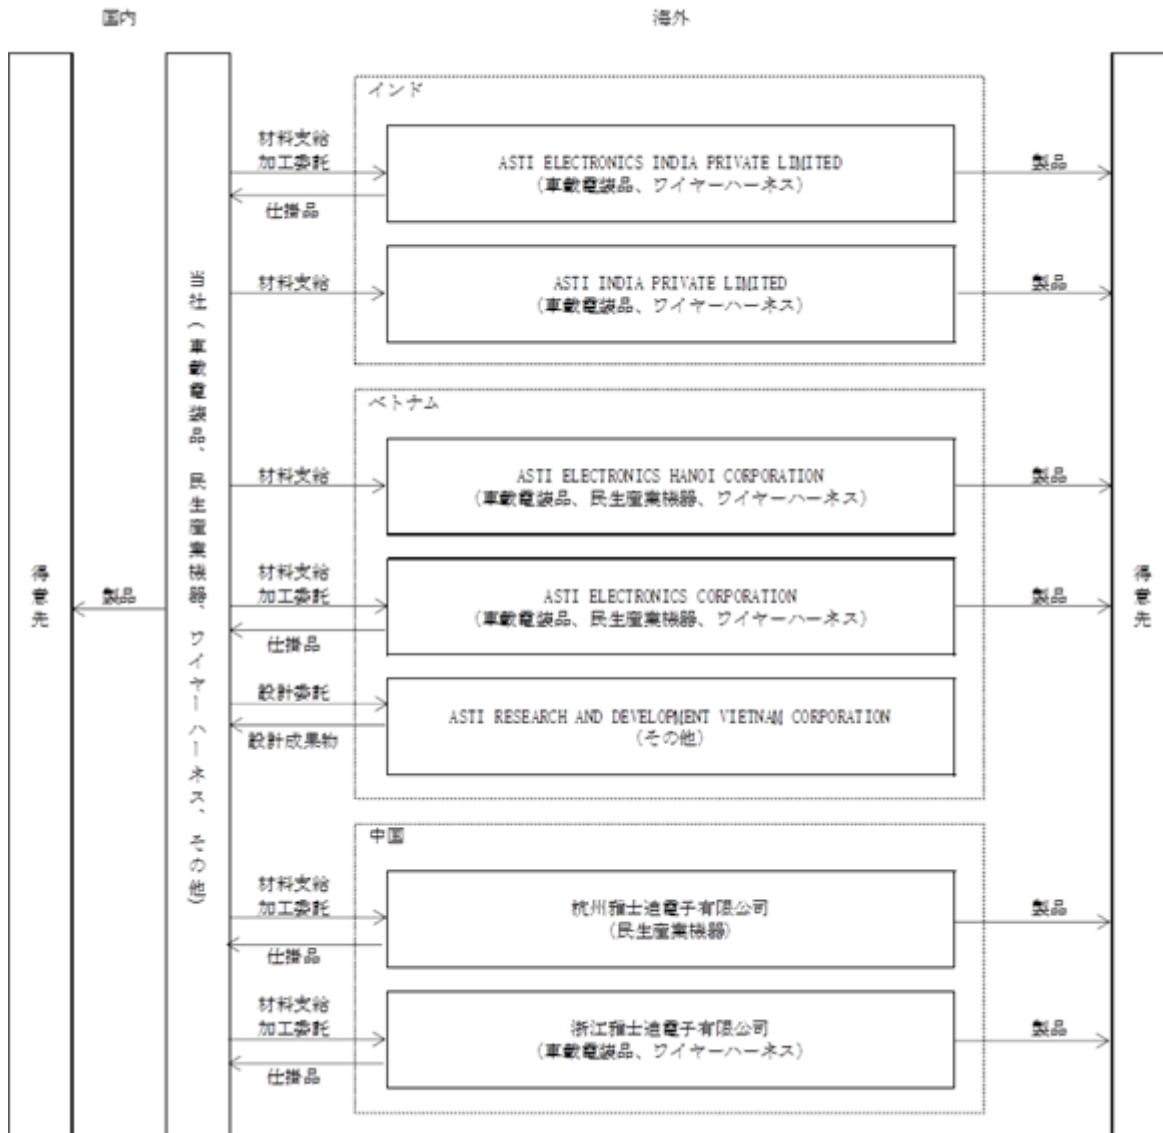 国内
海外
得意先
製品
当社(車載電装品、民生産業機器、ワイヤーハーネス、その他)
インド
材料支給
加工委託
仕掛品
ASTI ELECTRONICS INDIA PRIVATE LIMITED
(車載電装品、ワイヤーハーネス)
製品
材料支給
ASTI INDIA PRIVATE LIMITED
(車載電装品、ワイヤーハーネス)
製品
ベトナム
材料支給
ASTI ELECTRONICS HANOI CORPORATION
(車載電装品、民生産業機器、ワイヤーハーネス)
製品
材料支給
加工委託
仕掛品
ASTI ELECTRONICS CORPORATION
(車載電装品、民生産業機器、ワイヤーハーネス)
製品
設計委託
設計成果物
ASTI RESEARCH AND DEVELOPMENT VIETNAM CORPORATION
(その他)
中国
材料支給
加工委託
仕掛品
杭州雅士迪電子有限公司
(民生産業機器)
製品
材料支給
加工委託
仕掛品
浙江雅士迪電子有限公司
(車載電装品、ワイヤーハーネス)
製品
得意先